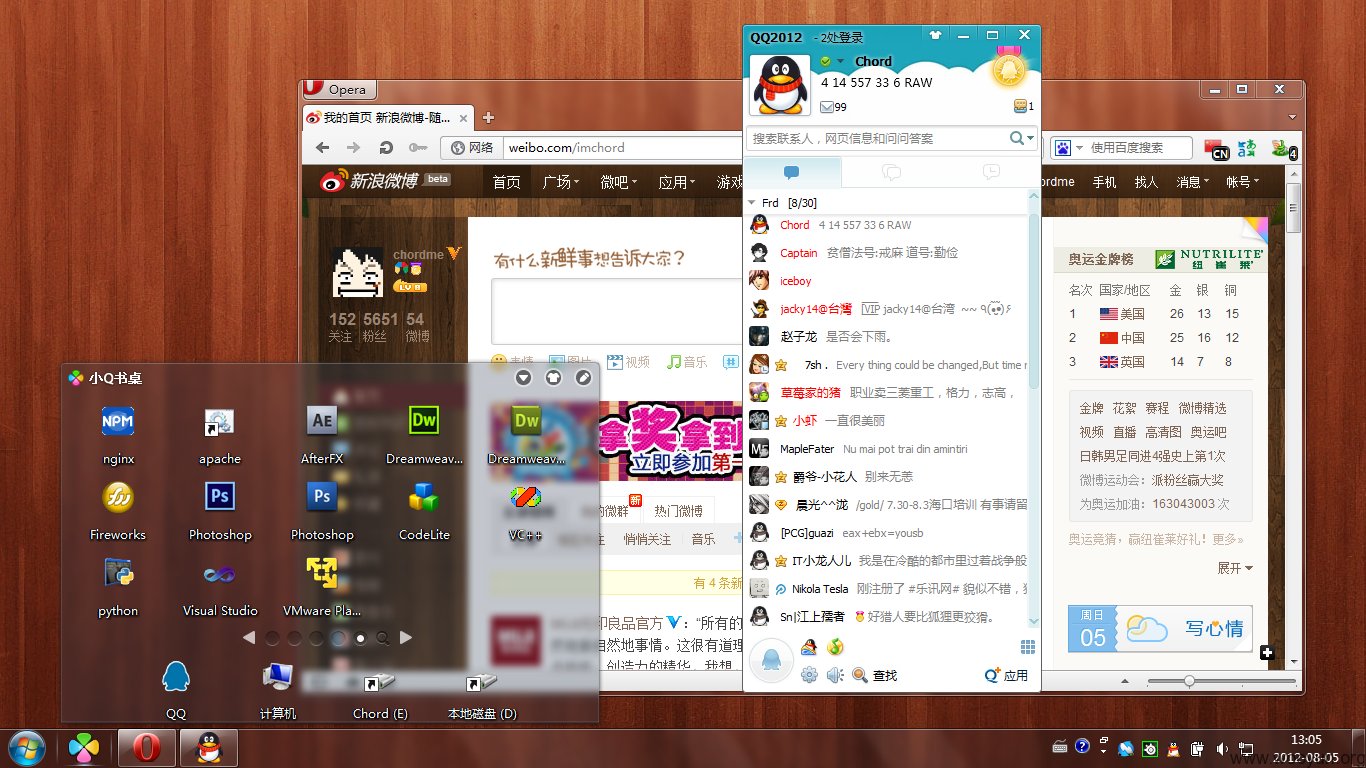 QQ2012 - 2处登录
Chord
4 14 557 33 6 RAW
99
1
搜索联系人，网页信息和问问答案
Frd [8/30]
Chord 4 14 557 33 6 RAW
Captain 贫僧法号:戒麻 道号:勤俭
iceboy
jacky14@台灣 VIP jacky14@台湾 ~~
赵子龙 是否会下雨。
7sh . Every thing could be changed,But time
草莓家的猪 职业卖三菱重工，格力，志高，
小虾 一直很美丽
MapleEater Nu mai pot trai din amintiri
爵爷-小花人 别来无恙
晨光^^泷 /gold/ 7.30-8.3海口培训 有事请留
[PCG]guazi eax+ebx=yousb
IT小龙人儿 我是在冷酷的都市里过着战争般
Nikola Tesla 刚注册了 #乐讯网# 貌似不错，
Sn|江上孺者 好猎人要比狐狸更狡猾。
查找
应用
Opera
我的首页 新浪微博-随...
网络
weibo.com/imchord
使用百度搜索
CN
4
新浪微博 beta
首页 广场 微吧 应用 游戏
ordme 手机 找人 消息 帐号
chordme
LV 8
152 5651 54
关注 粉丝 微博
有什么新鲜事想告诉大家？
表情 图片 视频 音乐
拿奖拿到
立即参加第一
新
微群 热门微博
悄悄关注 音乐
有 4 条新
良品官方 ：“所有的
自然地事情。这很有道理
创造力的精华，我想
奥运金牌榜 NUTRILITE
纽崔莱
名次 国家/地区 金 银 铜
1 美国 26 13 15
2 中国 25 16 12
3 英国 14 7 8
金牌 花絮 赛程 微博精选
视频 直播 高清图 奥运吧
日韩男足同进4强史上第1次
微博运动会：派粉丝赢大奖
为奥运加油：163043003 次
奥运竞猜，赢纽崔莱好礼！更多»
展开
周日
05
写心情
小Q书桌
NPM
AE
Dw
Dw
nginx apache AfterFX Dreamweav... Dreamweav...
Ps
Ps
Fireworks Photoshop Photoshop CodeLite VC++
python Visual Studio VMware Pla...
QQ 计算机 Chord (E) 本地磁盘 (D)
13:05
2012-08-05